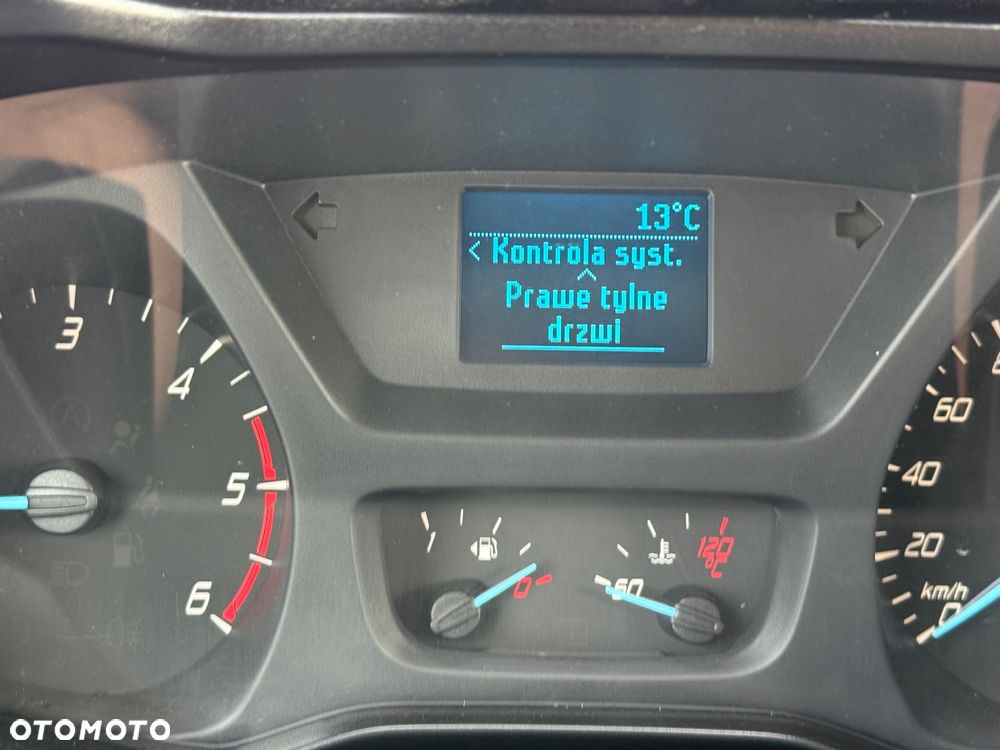 13°C
< Kontrola syst.
Prawe tylne
drzwi
3
4
5
6
1
0
60
120
°C
60
40
20
km/h
0
OTOMOTO